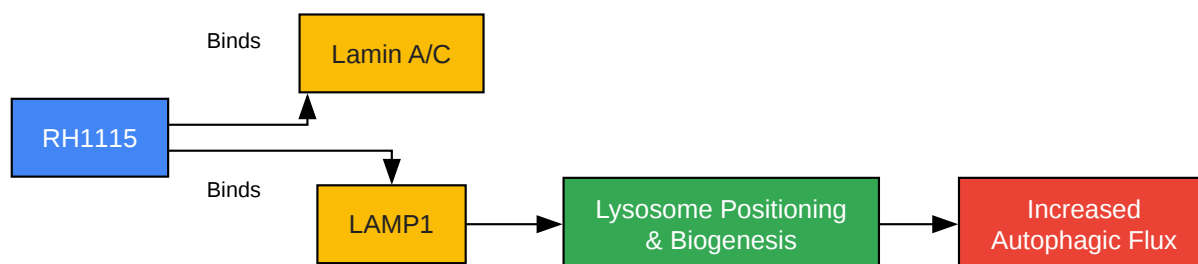 Binds
Lamin A/C
RH1115
Binds
LAMP1
Lysosome Positioning
& Biogenesis
Increased
Autophagic Flux